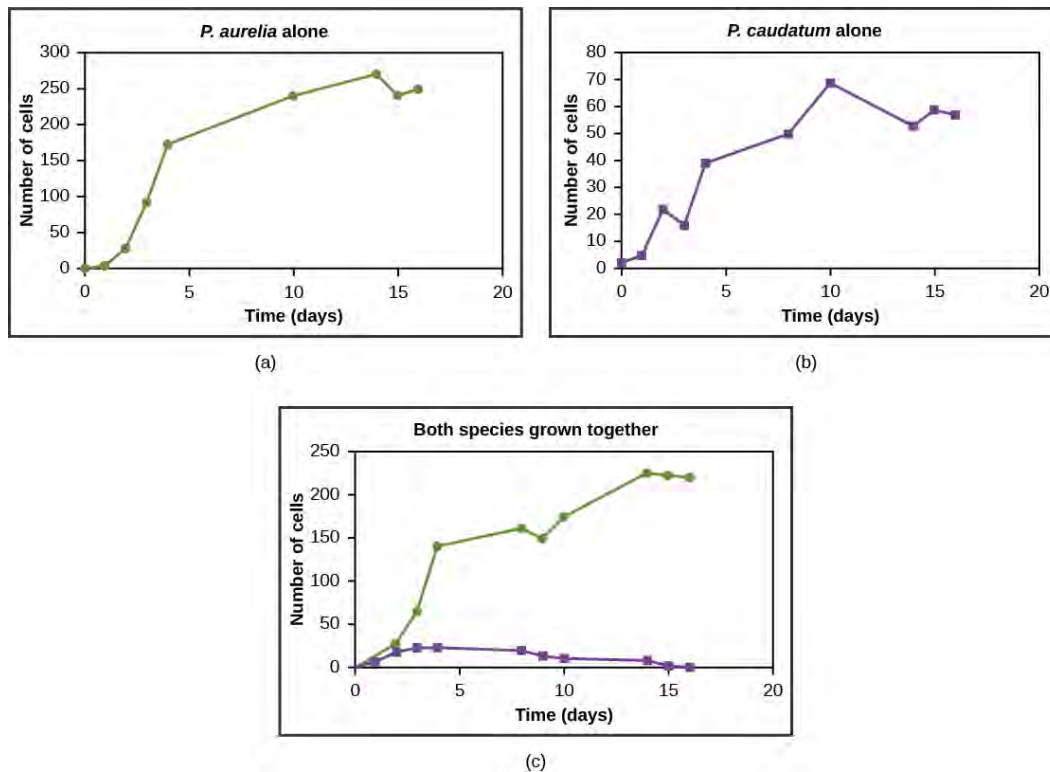 P. aurelia alone
300
250
200
150
100
50
0
Number of cells
0 5 10 15 20
Time (days)
(a)
P. caudatum alone
80
70
60
50
40
30
20
10
0
Number of cells
0 5 10 15 20
Time (days)
(b)
Both species grown together
250
200
150
100
50
0
Number of cells
0 5 10 15 20
Time (days)
(c)